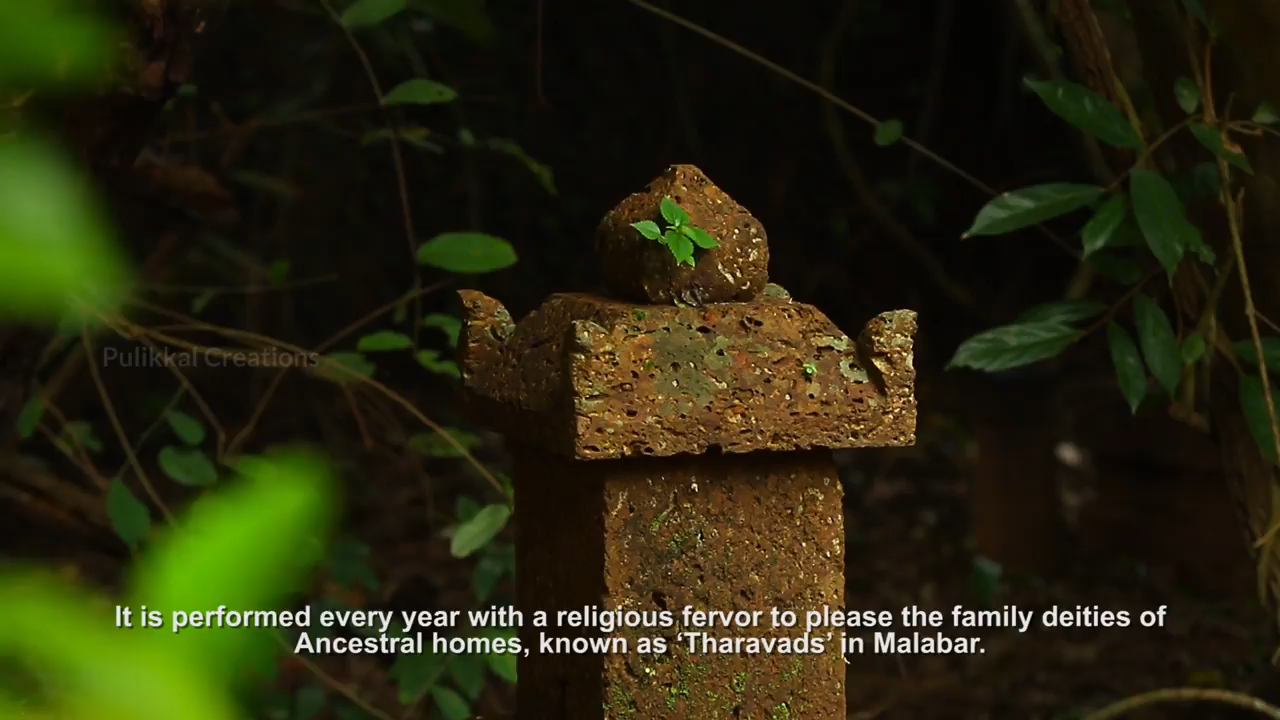 Pulikkal Creations
It is performed every year with a religious fervor to please the family deities of
Ancestral homes, known as ‘Tharavads’ in Malabar.